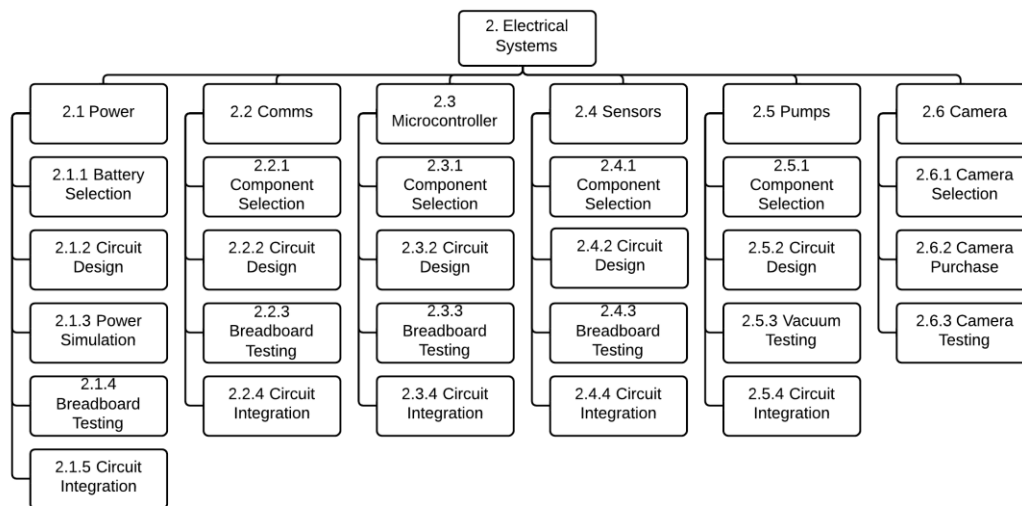 2. Electrical
Systems
2.1 Power
2.2 Comms
2.3
Microcontroller
2.4 Sensors
2.5 Pumps
2.6 Camera
2.1.1 Battery
Selection
2.2.1
Component
Selection
2.3.1
Component
Selection
2.4.1
Component
Selection
2.5.1
Component
Selection
2.6.1 Camera
Selection
2.1.2 Circuit
Design
2.2.2 Circuit
Design
2.3.2 Circuit
Design
2.4.2 Circuit
Design
2.5.2 Circuit
Design
2.6.2 Camera
Purchase
2.1.3 Power
Simulation
2.2.3
Breadboard
Testing
2.3.3
Breadboard
Testing
2.4.3
Breadboard
Testing
2.5.3 Vacuum
Testing
2.6.3 Camera
Testing
2.1.4
Breadboard
Testing
2.2.4 Circuit
Integration
2.3.4 Circuit
Integration
2.4.4 Circuit
Integration
2.5.4 Circuit
Integration
2.1.5 Circuit
Integration